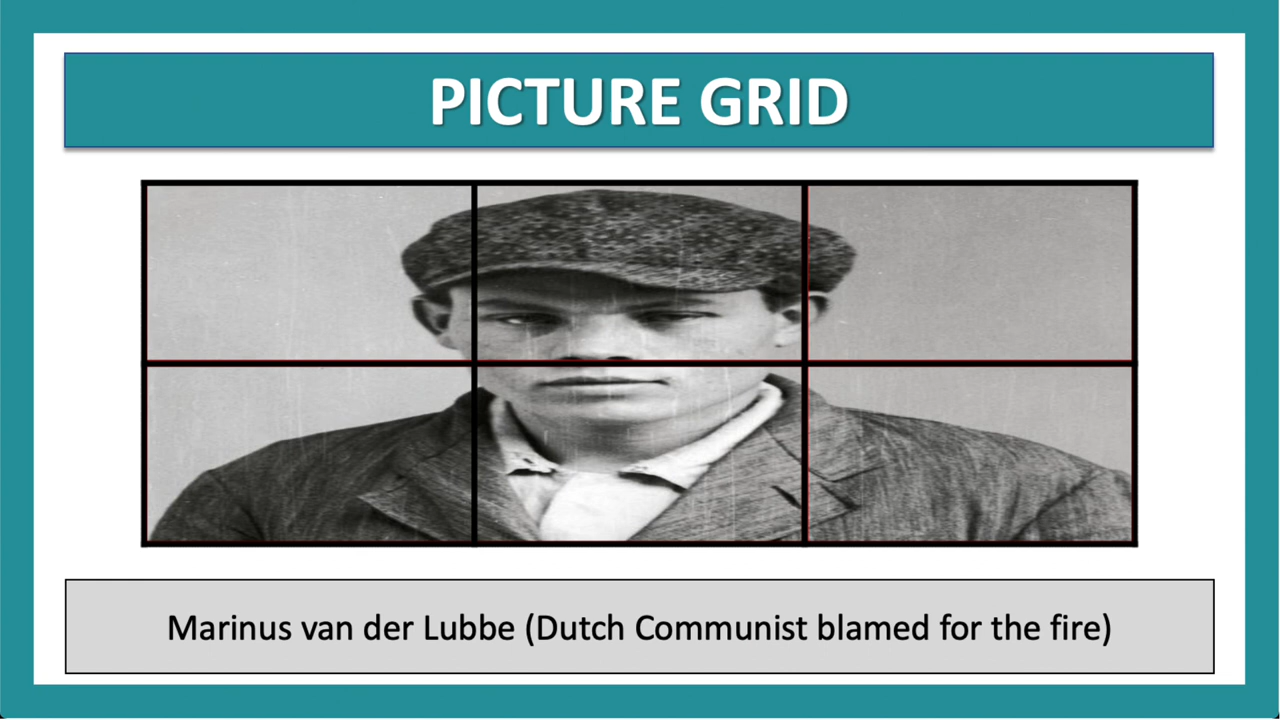 PICTURE GRID
Marinus van der Lubbe (Dutch Communist blamed for the fire)